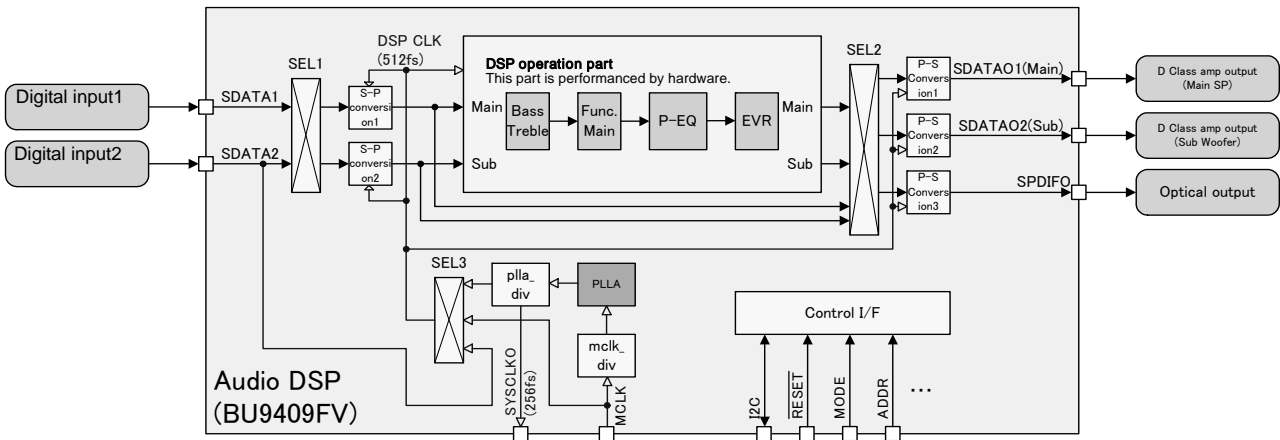 DSP CLK
(512fs)
SEL1
DSP operation part
This part is performanced by hardware.
SEL2
Digital input1
SDATA1
S-P
conversi
on1
Main
Bass
Treble
Func.
Main
P-EQ
EVR
Main
P-S
Convers
ion1
SDATAO1(Main)
D Class amp output
(Main SP)
Digital input2
SDATA2
S-P
conversi
on2
Sub
Sub
P-S
Convers
ion2
SDATAO2(Sub)
D Class amp output
(Sub Woofer)
P-S
Convers
ion3
SPDIFO
Optical output
SEL3
plla_
div
PLLA
mclk_
div
Control I/F
Audio DSP
(BU9409FV)
SYSCLKO
(256fs)
MCLK
I2C
RESET
MODE
ADDR
...